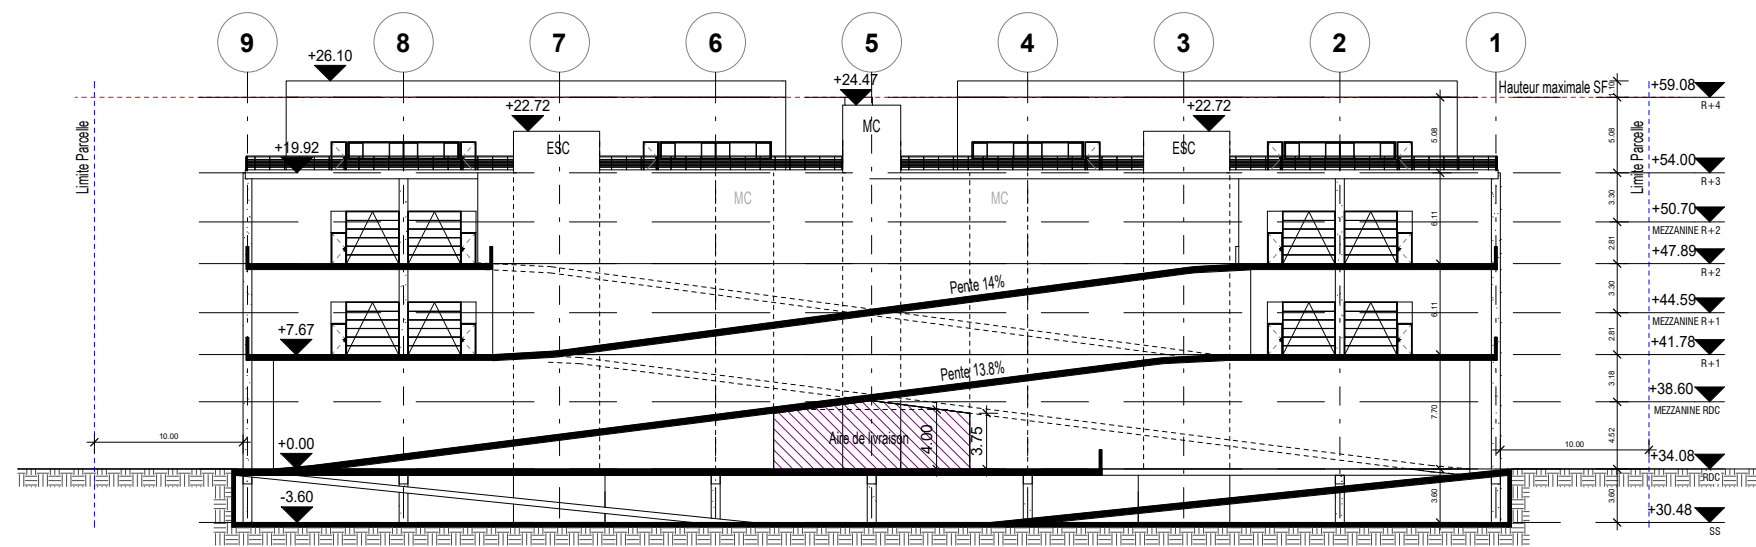 9
8
7
6
5
4
3
2
1
+26.10
+24.47
Hauteur maximale SF
1.10
+59.08
R+4
+22.72
+22.72
MC
ESC
ESC
5.08
5.08
+19.92
+54.00
R+3
Limite Parcelle
Limite Parcelle
MC
MC
3.30
6.11
+50.70
MEZZANINE R+2
2.81
+47.89
R+2
Pente 14%
3.30
6.11
+44.59
MEZZANINE R+1
+7.67
2.81
+41.78
R+1
Pente 13.8%
3.18
+38.60
MEZZANINE RDC
7.70
Aire de livraison
4.00
3.75
4.52
10.00
10.00
+0.00
+34.08
RDC
-3.60
3.60
3.60
+30.48
SS